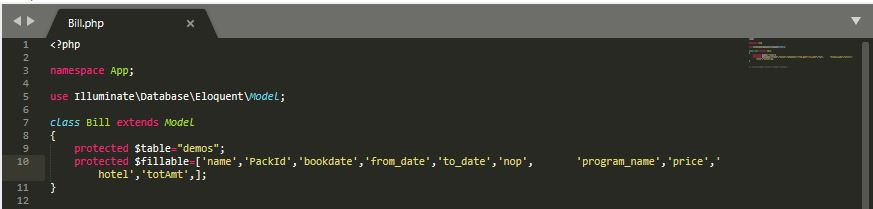 Bill.php
1 <?php
2
3 namespace App;
4
5 use Illuminate\Database\Eloquent\Model;
6
7 class Bill extends Model
8 {
9 protected $table="demos";
10 protected $fillable=['name','PackId','bookdate','from_date','to_date','nop', 'program_name','price','
hotel','totAmt',];
11 }
12